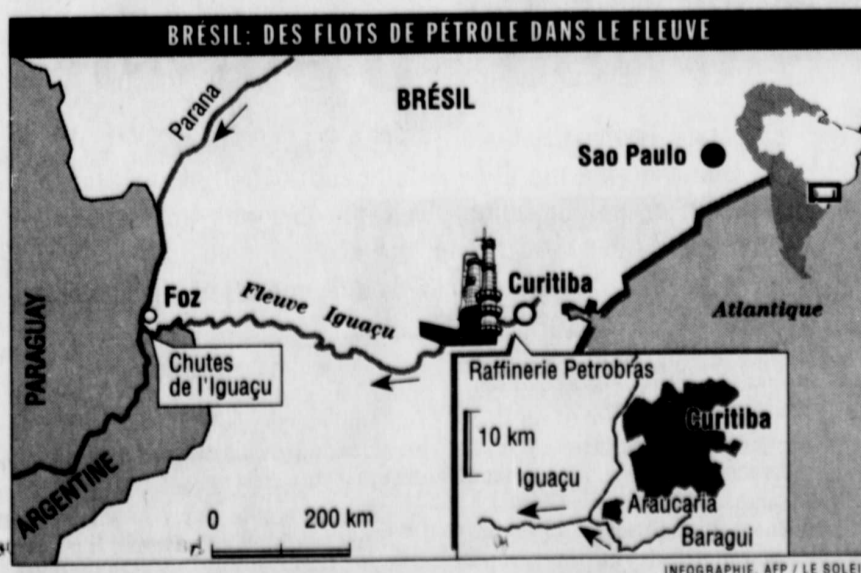 BRÉSIL: DES FLOTS DE PÉTROLE DANS LE FLEUVE
BRÉSIL
Parana
Sao Paulo
Foz
Fleuve Iguaçu
Curitiba
Atlantique
PARAGUAY
Chutes
de l'Iguaçu
Raffinerie Petrobras
10 km
Curitiba
Iguaçu
Araucaria
Baragui
ARGENTINE
0 200 km
INFOGRAPHIE, AFP / LE SOLEIL